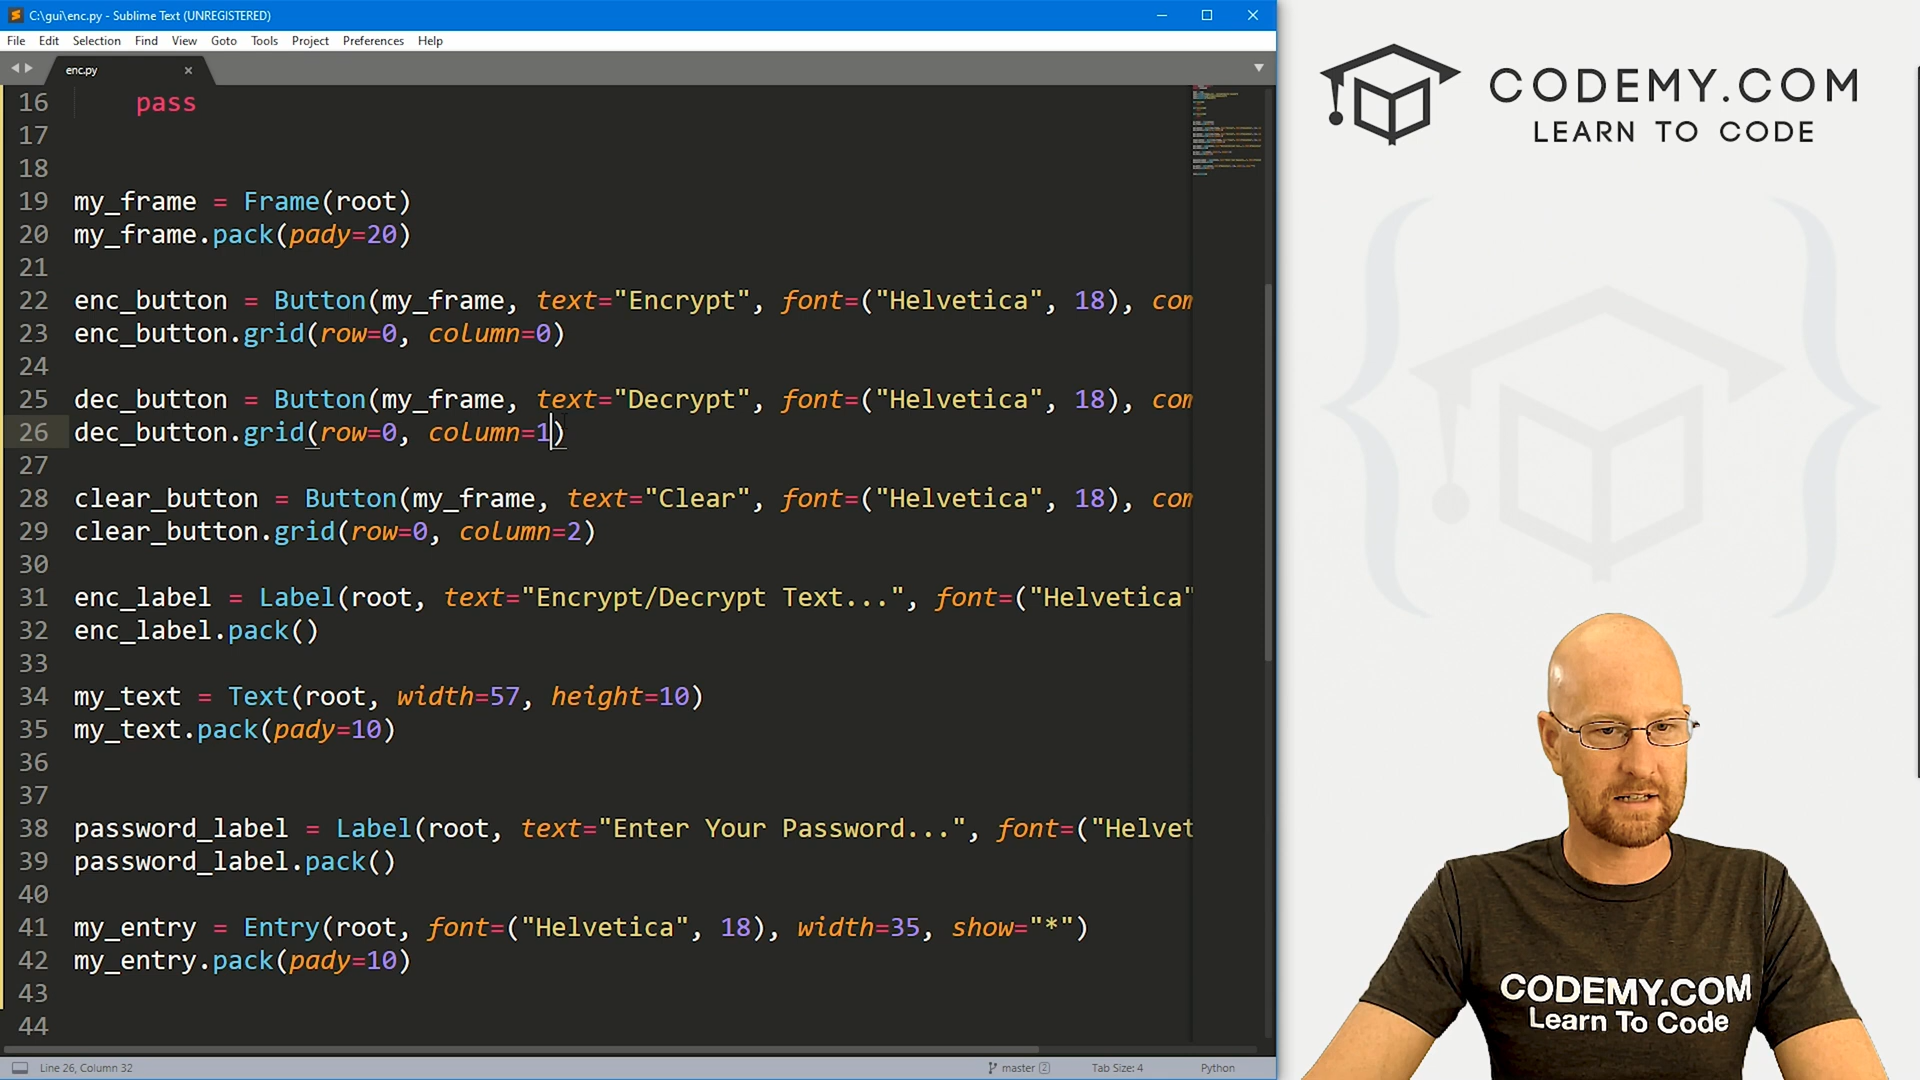 C:\gui\enc.py - Sublime Text (UNREGISTERED)
File Edit Selection Find View Goto Tools Project Preferences Help
enc.py
16 pass
17
18
19 my_frame = Frame(root)
20 my_frame.pack(pady=20)
21
22 enc_button = Button(my_frame, text="Encrypt", font=("Helvetica", 18), com
23 enc_button.grid(row=0, column=0)
24
25 dec_button = Button(my_frame, text="Decrypt", font=("Helvetica", 18), com
26 dec_button.grid(row=0, column=1)
27
28 clear_button = Button(my_frame, text="Clear", font=("Helvetica", 18), com
29 clear_button.grid(row=0, column=2)
30
31 enc_label = Label(root, text="Encrypt/Decrypt Text...", font=("Helvetica"
32 enc_label.pack()
33
34 my_text = Text(root, width=57, height=10)
35 my_text.pack(pady=10)
36
37
38 password_label = Label(root, text="Enter Your Password...", font=("Helvet
39 password_label.pack()
40
41 my_entry = Entry(root, font=("Helvetica", 18), width=35, show="*")
42 my_entry.pack(pady=10)
43
44
Line 26, Column 32
master 2
Tab Size: 4
Python
CODEMY.COM
LEARN TO CODE
CODEMY.COM
Learn To Code